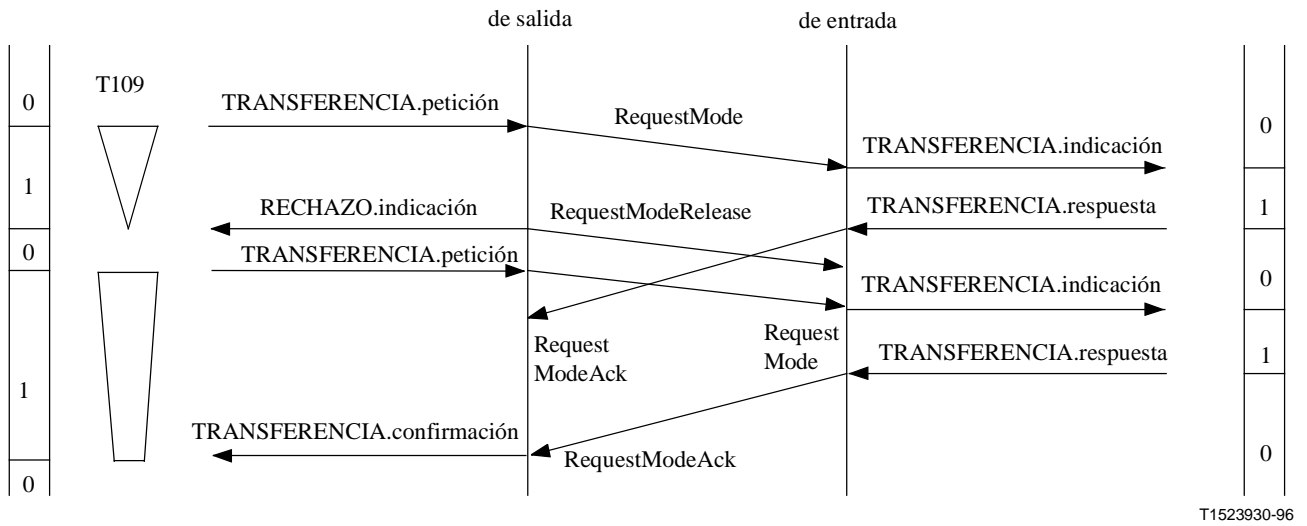 de salida
de entrada
T109
0
TRANSFERENCIA.petición
RequestMode
0
TRANSFERENCIA.indicación
1
RECHAZO.indicación
RequestModeRelease
TRANSFERENCIA.respuesta
1
0
TRANSFERENCIA.petición
TRANSFERENCIA.indicación
0
Request
ModeAck
Request
Mode
TRANSFERENCIA.respuesta
1
1
TRANSFERENCIA.confirmación
RequestModeAck
0
0
T1523930-96